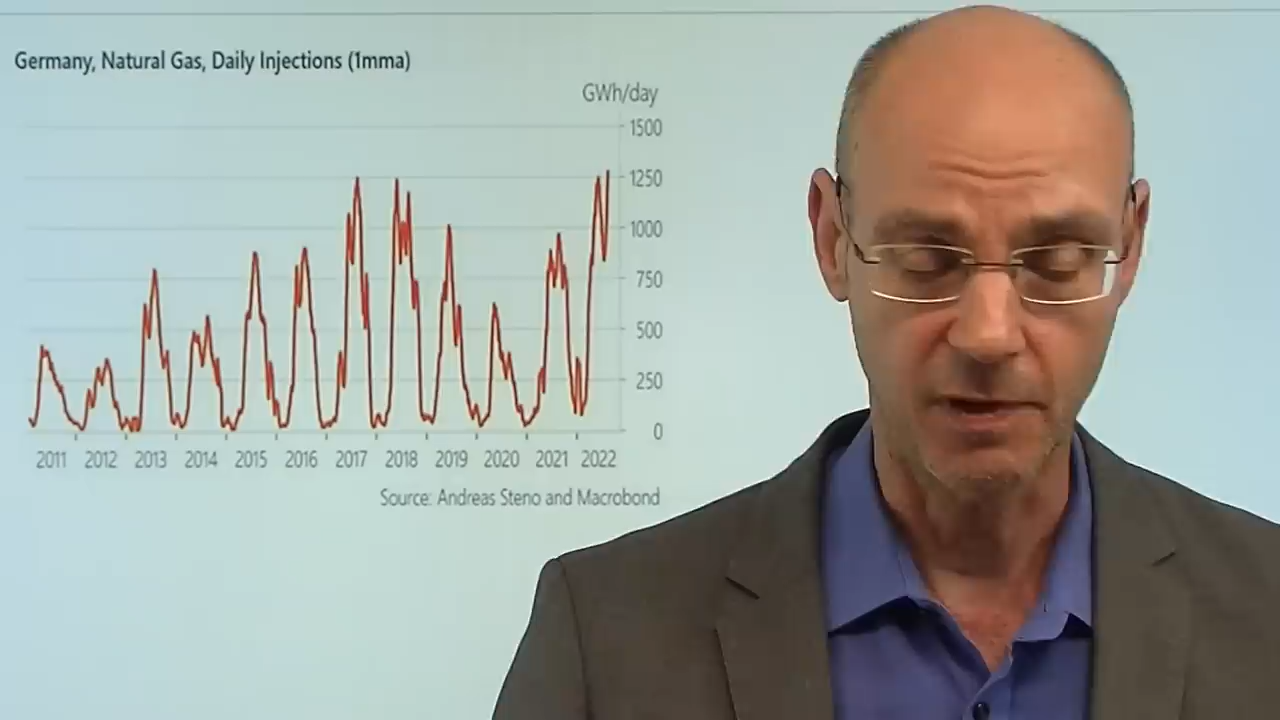 Germany, Natural Gas, Daily Injections (1mma)
GWh/day
1500
1250
1000
750
500
250
0
2011 2012 2013 2014 2015 2016 2017 2018 2019 2020 2021 2022
Source: Andreas Steno and Macrobond